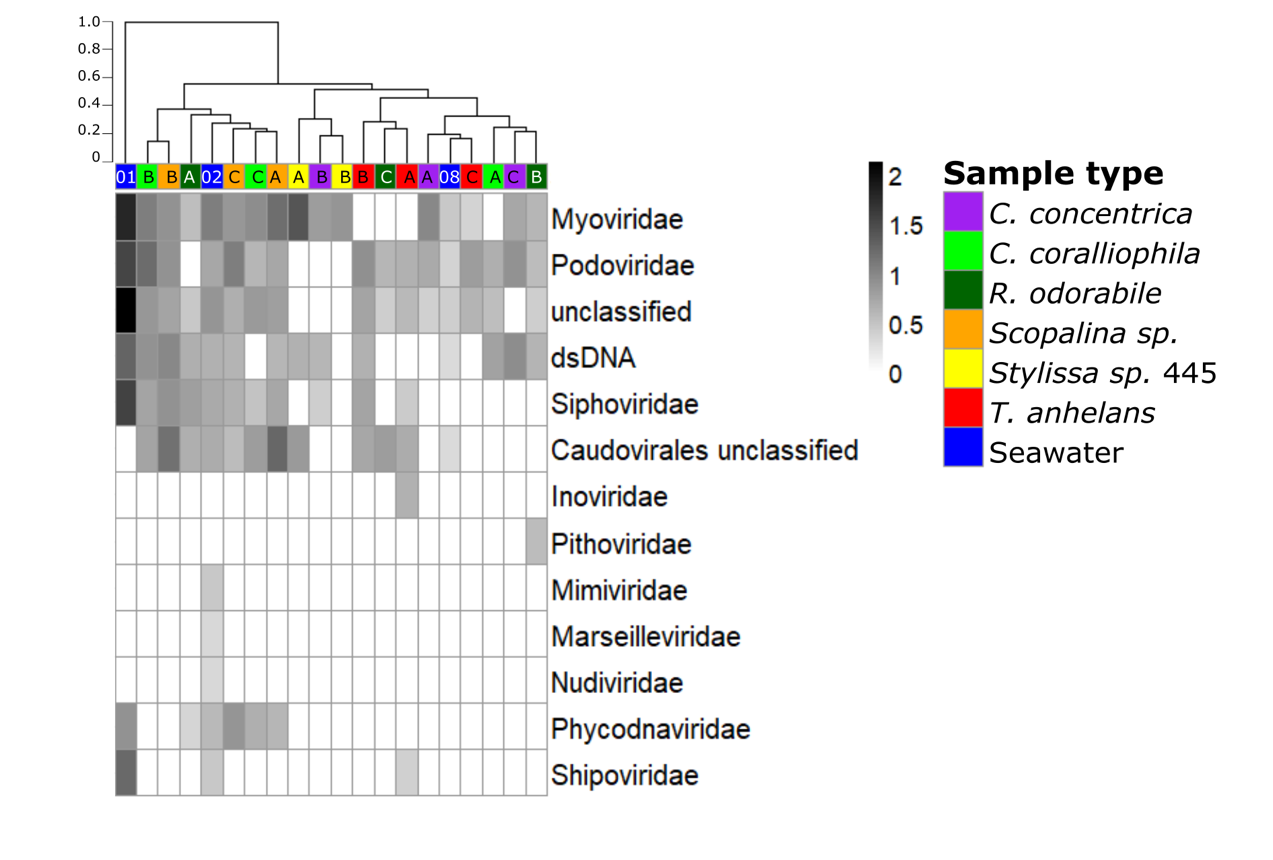 1.0
0.8
0.6
0.4
0.2
0
01 B B A 02 C C A A B B B C A A 08 C A C B
Myoviridae
Podoviridae
unclassified
dsDNA
Siphoviridae
Caudovirales unclassified
Inoviridae
Pithoviridae
Mimiviridae
Marseilleviridae
Nudiviridae
Phycodnaviridae
Shipoviridae
2
1.5
1
0.5
0
Sample type
C. concentrica
C. coralliophila
R. odorabile
Scopalina sp.
Stylissa sp. 445
T. anhelans
Seawater